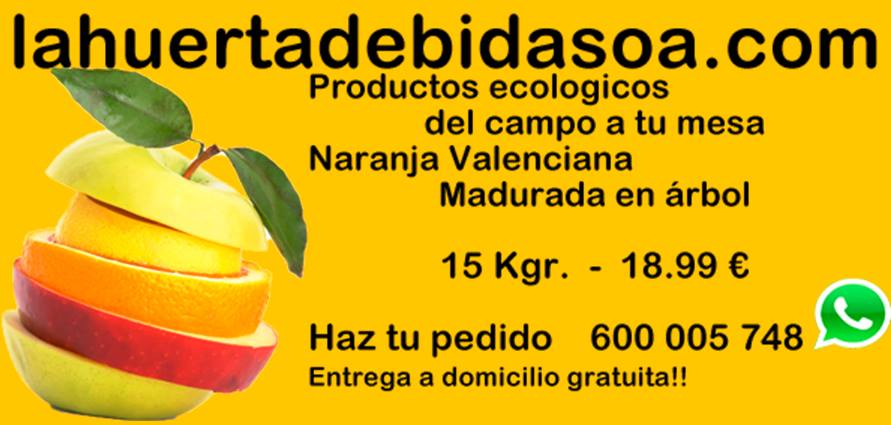 lahuertadebidasoa.com
Productos ecologicos
del campo a tu mesa
Naranja Valenciana
Madurada en árbol
15 Kgr. - 18.99 €
Haz tu pedido 600 005 748
Entrega a domicilio gratuita!!